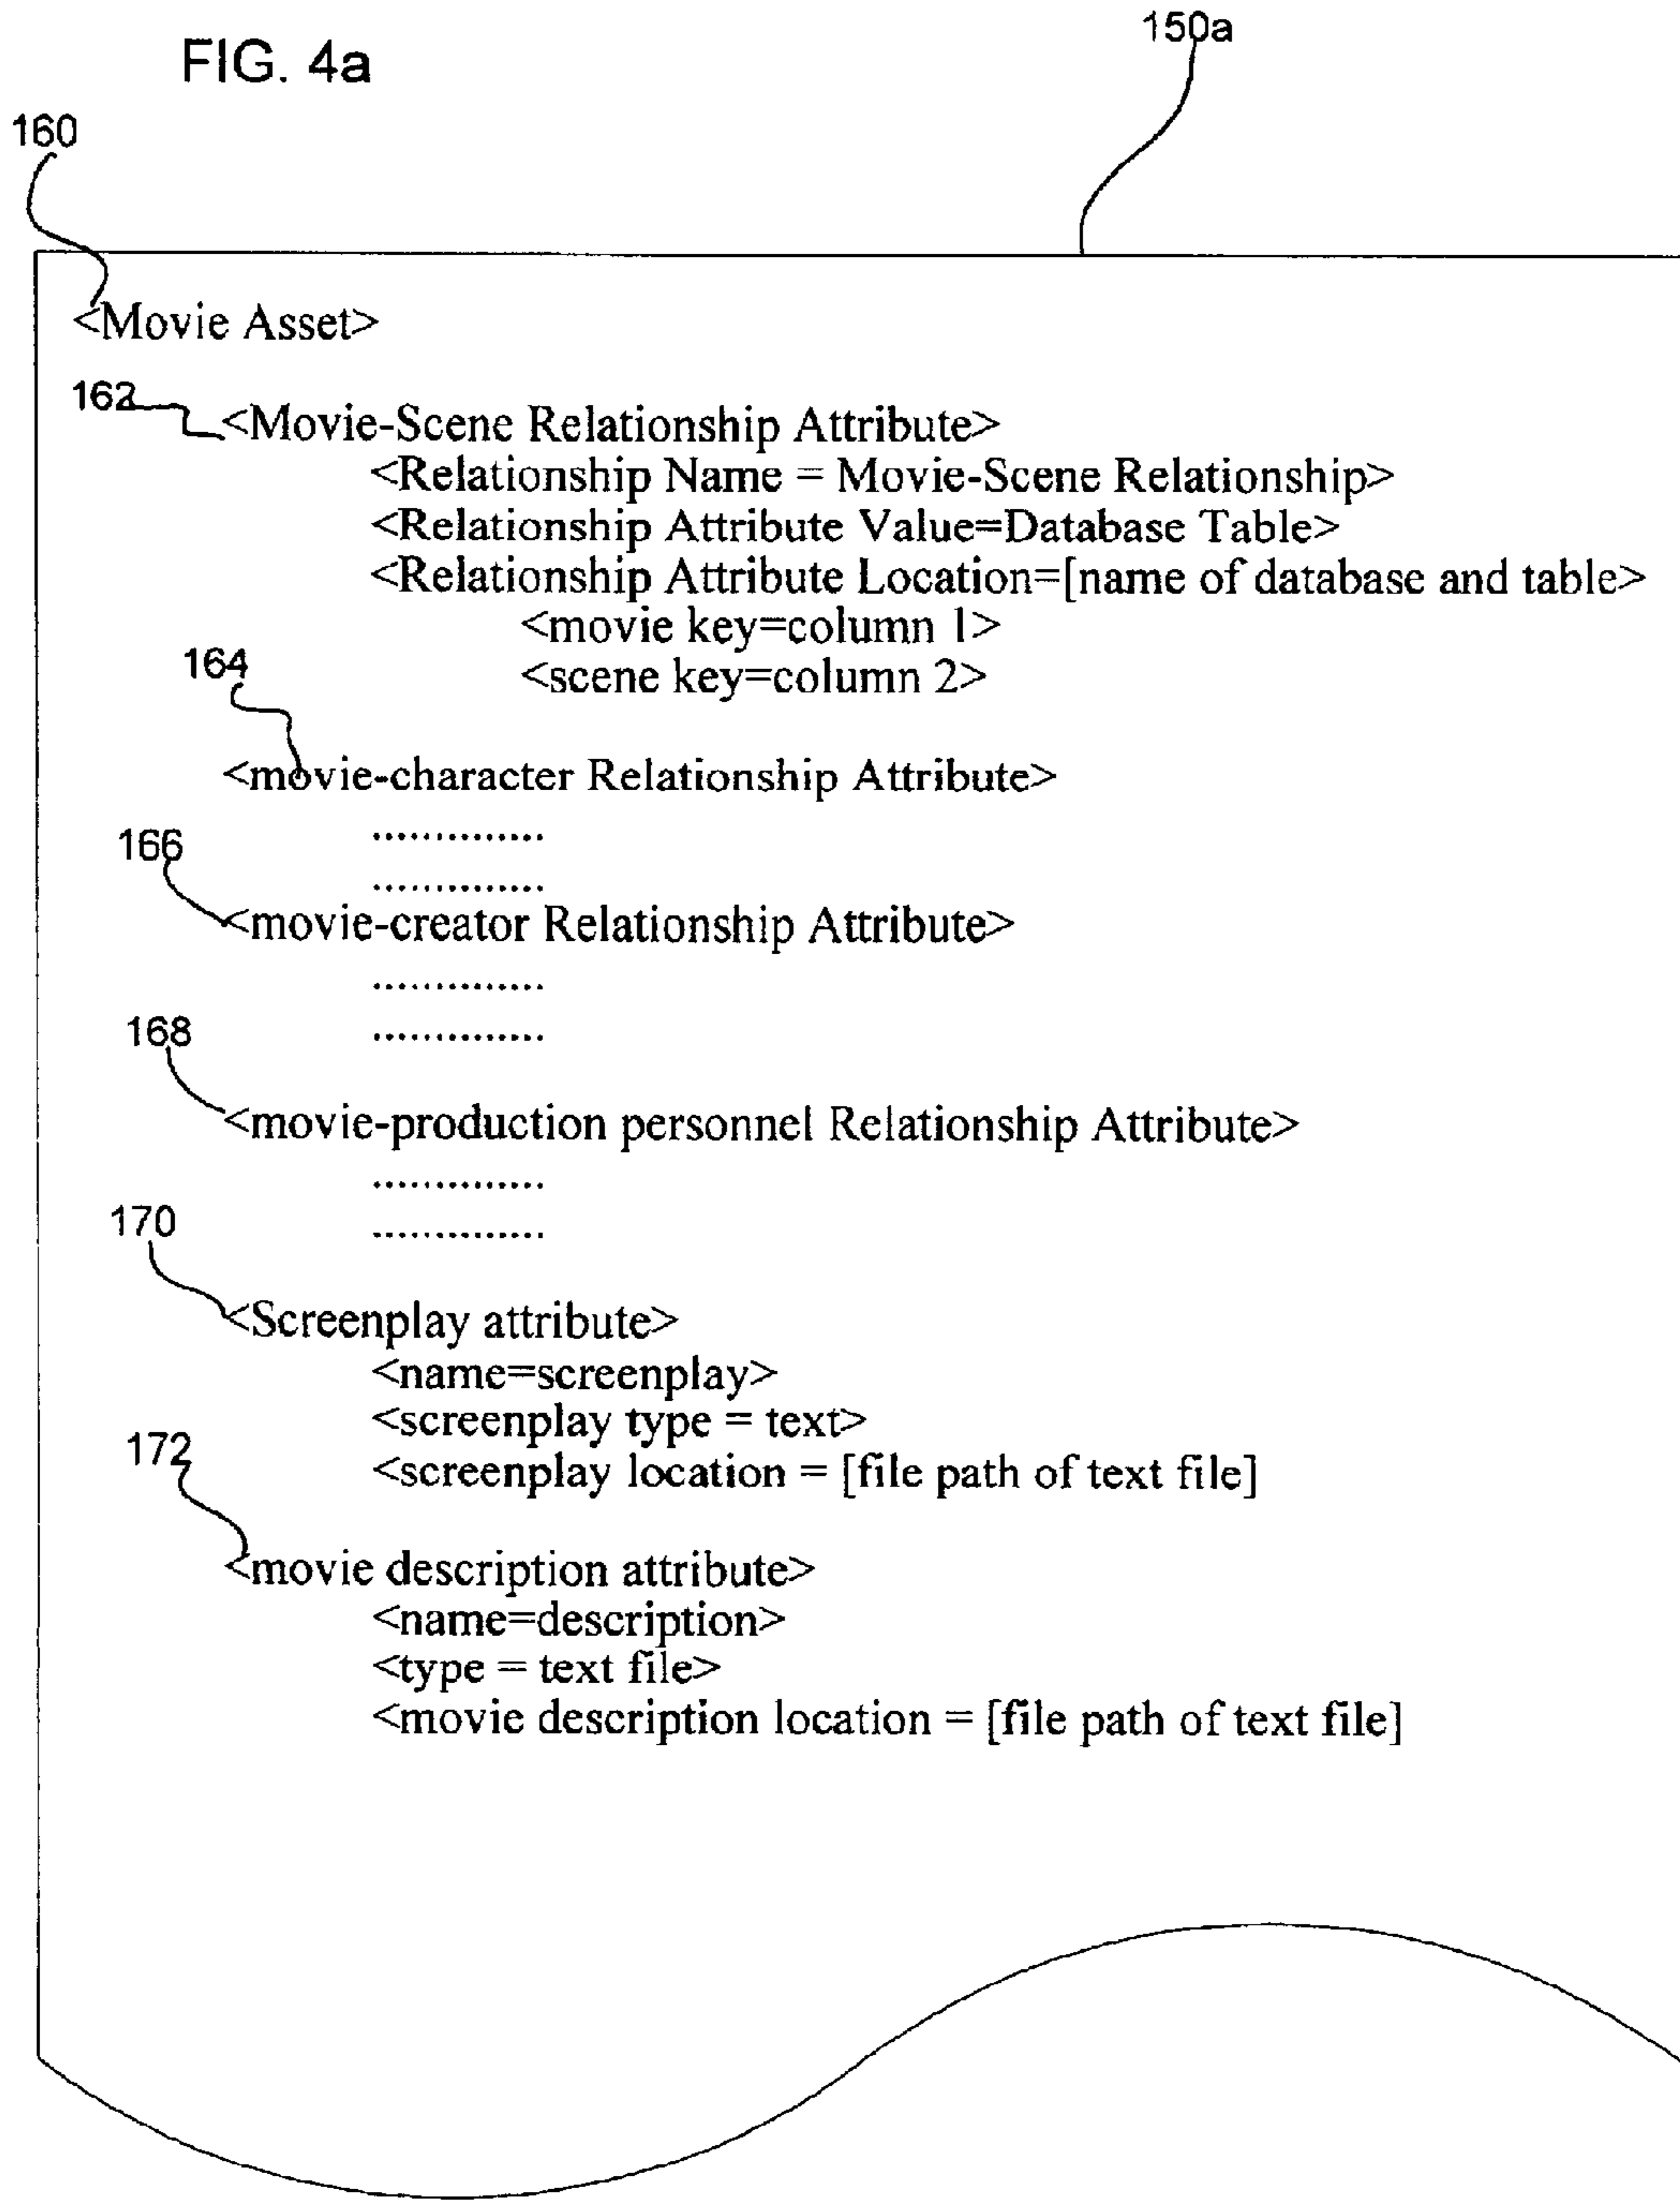 FIG. 4a
150a
160
<Movie Asset>
162
<Movie-Scene Relationship Attribute>
<Relationship Name = Movie-Scene Relationship>
<Relationship Attribute Value=Database Table>
<Relationship Attribute Location=[name of database and table>
<movie key=column 1>
<scene key=column 2>
164
<movie-character Relationship Attribute>
..............
..............
166
<movie-creator Relationship Attribute>
..............
..............
168
<movie-production personnel Relationship Attribute>
..............
..............
170
<Screenplay attribute>
<name=screenplay>
<screenplay type = text>
<screenplay location = [file path of text file]
172
<movie description attribute>
<name=description>
<type = text file>
<movie description location = [file path of text file]